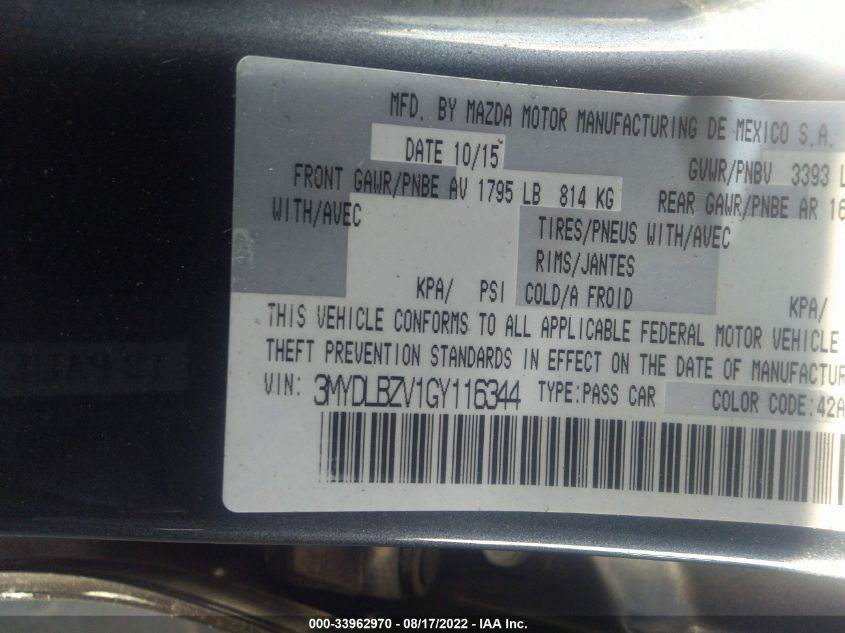 MFD. BY MAZDA MOTOR MANUFACTURING DE MEXICO S.A.
DATE 10/15
GVWR/PNBV 3393 L
FRONT GAWR/PNBE AV 1795 LB 814 KG
REAR GAWR/PNBE AR 16
WITH/AVEC
TIRES/PNEUS WITH/AVEC
RIMS/JANTES
KPA/ PSI COLD/A FROID
KPA/
THIS VEHICLE CONFORMS TO ALL APPLICABLE FEDERAL MOTOR VEHICLE
THEFT PREVENTION STANDARDS IN EFFECT ON THE DATE OF MANUFACTUR
VIN: 3MYDLBZV1GY116344 TYPE:PASS CAR COLOR CODE:42A
000-33962970 - 08/17/2022 - IAA Inc.